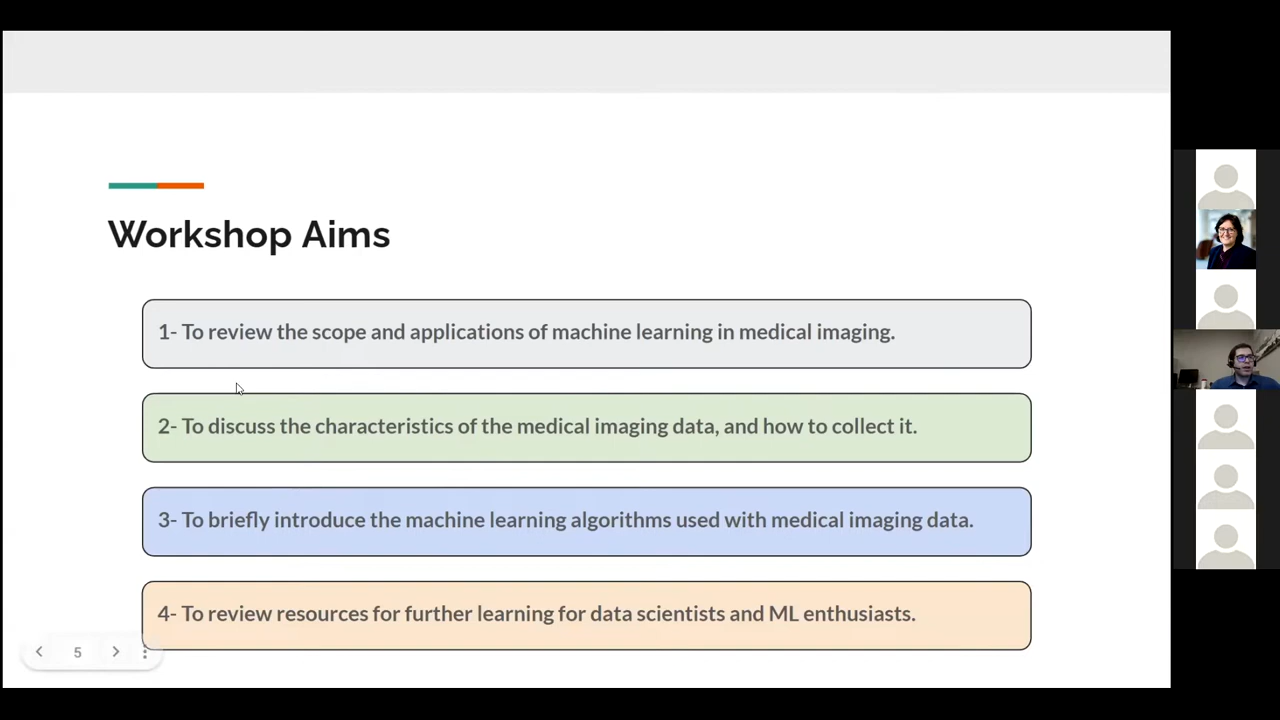 Workshop Aims
1- To review the scope and applications of machine learning in medical imaging.
2- To discuss the characteristics of the medical imaging data, and how to collect it.
3- To briefly introduce the machine learning algorithms used with medical imaging data.
4- To review resources for further learning for data scientists and ML enthusiasts.
5